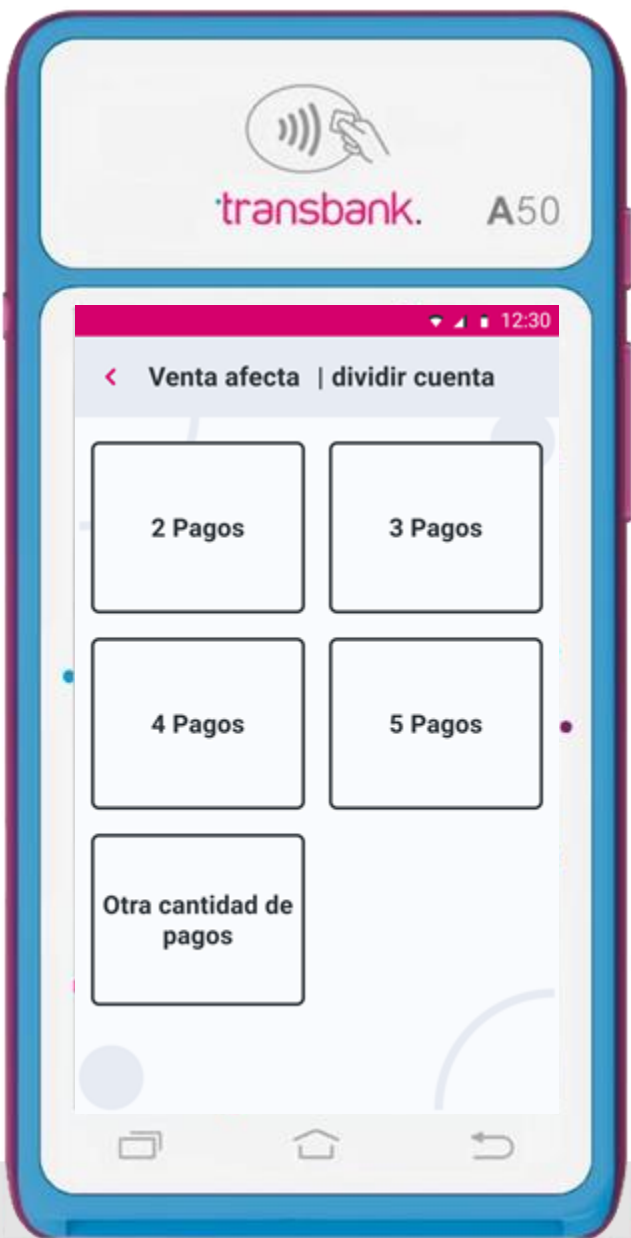 transbank.
A50
12:30
Venta afecta | dividir cuenta
2 Pagos
3 Pagos
4 Pagos
5 Pagos
Otra cantidad de
pagos